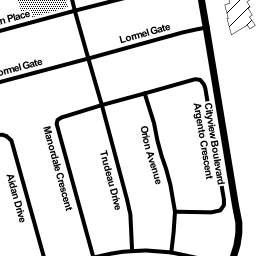 n Place
Lormel Gate
ormel Gate
Cityview Boulevard
Argento Crescent
Orion Avenue
Manordale Crescent
Trudeau Drive
Aidan Drive